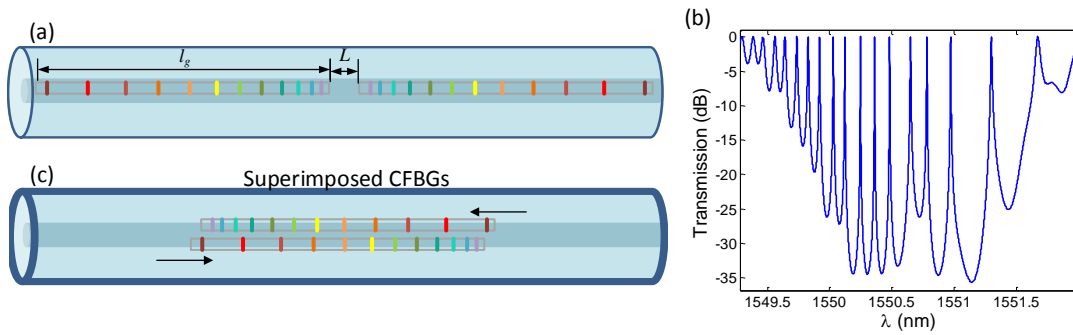 (a)
l_g
L
(c)
Superimposed CFBGs
(b)
Transmission (dB)
0
-5
-10
-15
-20
-25
-30
-35
1549.5
1550
1550.5
1551
1551.5
λ (nm)